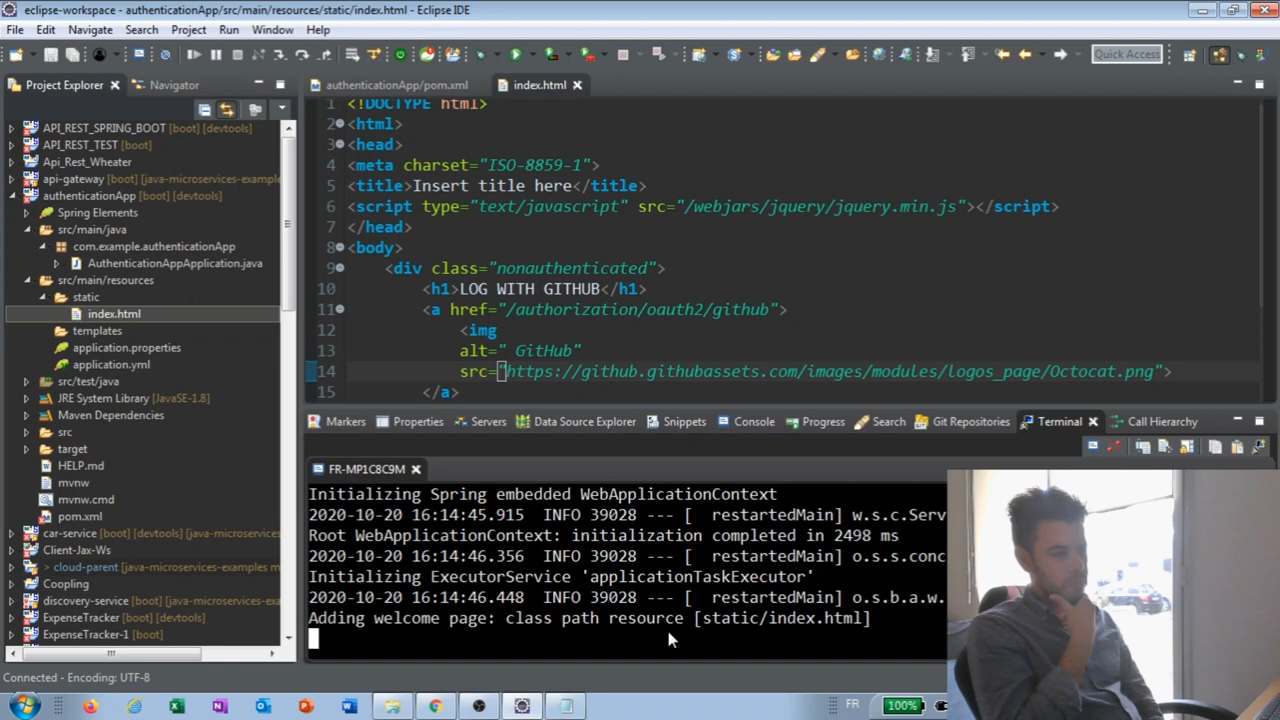 eclipse-workspace - authenticationApp/src/main/resources/static/index.html - Eclipse IDE
File Edit Navigate Search Project Run Window Help
Quick Access
Project Explorer Navigator
authenticationApp/pom.xml index.html
API_REST_SPRING_BOOT [boot] [devtools]
API_REST_TEST [boot]
Api_Rest_Wheater
api-gateway [boot] [java-microservices-example
authenticationApp [boot] [devtools]
Spring Elements
src/main/java
com.example.authenticationApp
AuthenticationAppApplication.java
src/main/resources
static
index.html
templates
application.properties
application.yml
src/test/java
JRE System Library [JavaSE-1.8]
Maven Dependencies
src
target
HELP.md
mvnw
mvnw.cmd
pom.xml
car-service [boot] [java-microservices-example
Client-Jax-Ws
> cloud-parent [java-microservices-examples m
Coopling
discovery-service [boot] [java-microservices-e
ExpenseTracker [boot] [devtools]
ExpenseTracker-1 [boot] [devtools]
1 <!DOCTYPE html>
2 <html>
3 <head>
4 <meta charset="ISO-8859-1">
5 <title>Insert title here</title>
6 <script type="text/javascript" src="/webjars/jquery/jquery.min.js"></script>
7 </head>
8 <body>
9 <div class="nonauthenticated">
10 <h1>LOG WITH GITHUB</h1>
11 <a href="/authorization/oauth2/github">
12 <img
13 alt=" GitHub"
14 src="https://github.githubassets.com/images/modules/logos_page/Octocat.png">
15 </a>
Markers Properties Servers Data Source Explorer Snippets Console Progress Search Git Repositories Terminal Call Hierarchy
FR-MP1C8C9M
Initializing Spring embedded WebApplicationContext
2020-10-20 16:14:45.915 INFO 39028 --- [ restartedMain] w.s.c.Serv
Root WebApplicationContext: initialization completed in 2498 ms
2020-10-20 16:14:46.356 INFO 39028 --- [ restartedMain] o.s.s.conc
Initializing ExecutorService 'applicationTaskExecutor'
2020-10-20 16:14:46.448 INFO 39028 --- [ restartedMain] o.s.b.a.w.
Adding welcome page: class path resource [static/index.html]
Connected - Encoding: UTF-8
FR 100%